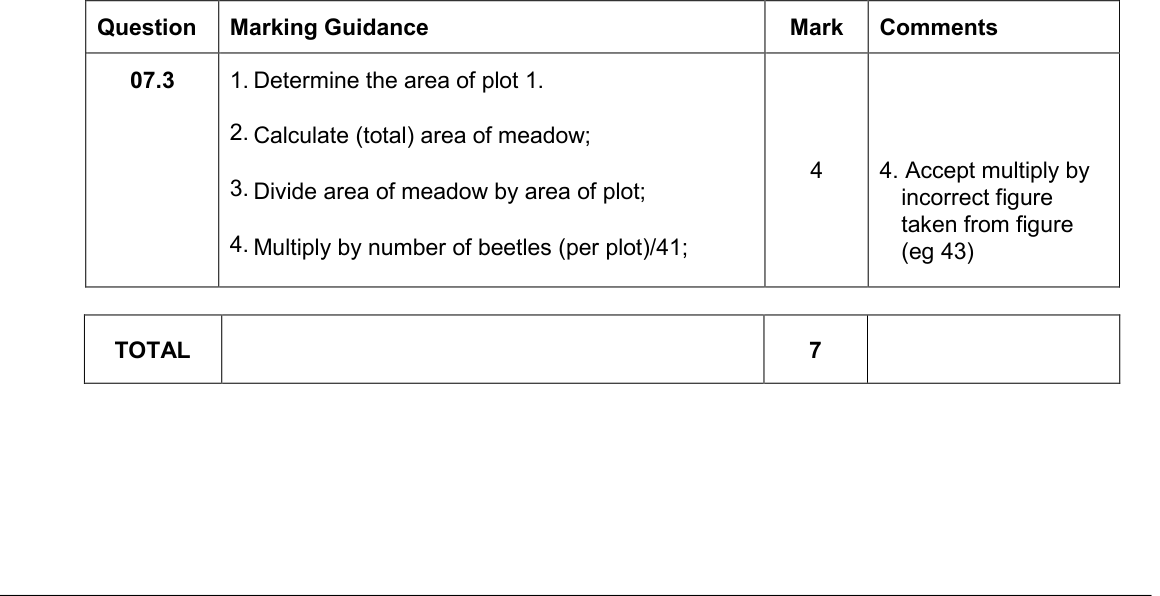 Question Marking Guidance Mark Comments
07.3 1. Determine the area of plot 1.
2. Calculate (total) area of meadow;
3. Divide area of meadow by area of plot;
4. Multiply by number of beetles (per plot)/41;
4
4. Accept multiply by
incorrect figure
taken from figure
(eg 43)
TOTAL 7